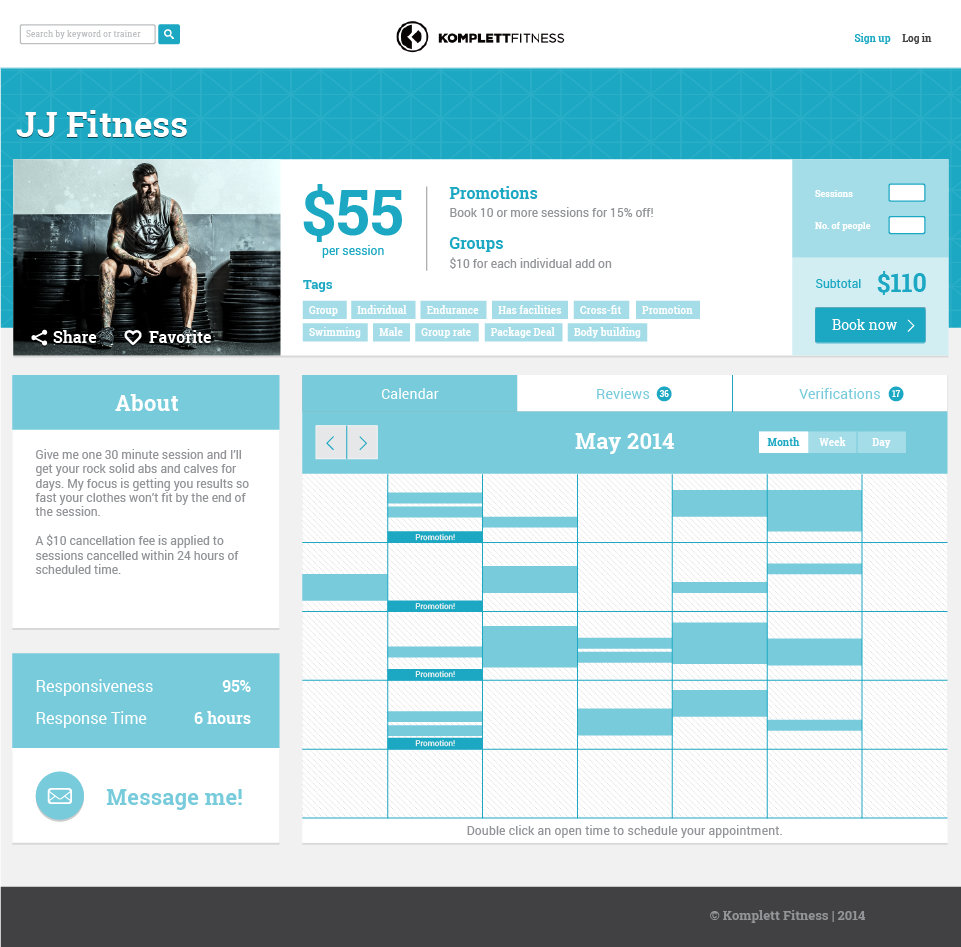 Search by keyword or trainer
KOMPLETTFITNESS
Sign up
Log in
JJ Fitness
Share
Favorite
$55
per session
Promotions
Book 10 or more sessions for 15% off!
Groups
$10 for each individual add on
Tags
Group Individual Endurance Has facilities Cross-fit Promotion
Swimming Male Group rate Package Deal Body building
Sessions
No. of people
Subtotal $110
Book now
About
Give me one 30 minute session and I'll
get your rock solid abs and calves for
days. My focus is getting you results so
fast your clothes won't fit by the end of
the session.
A $10 cancellation fee is applied to
sessions cancelled within 24 hours of
scheduled time.
Responsiveness 95%
Response Time 6 hours
Message me!
Calendar
Reviews 36
Verifications 17
May 2014
Month Week Day
Promotion!
Promotion!
Promotion!
Promotion!
Double click an open time to schedule your appointment.
© Komplett Fitness | 2014